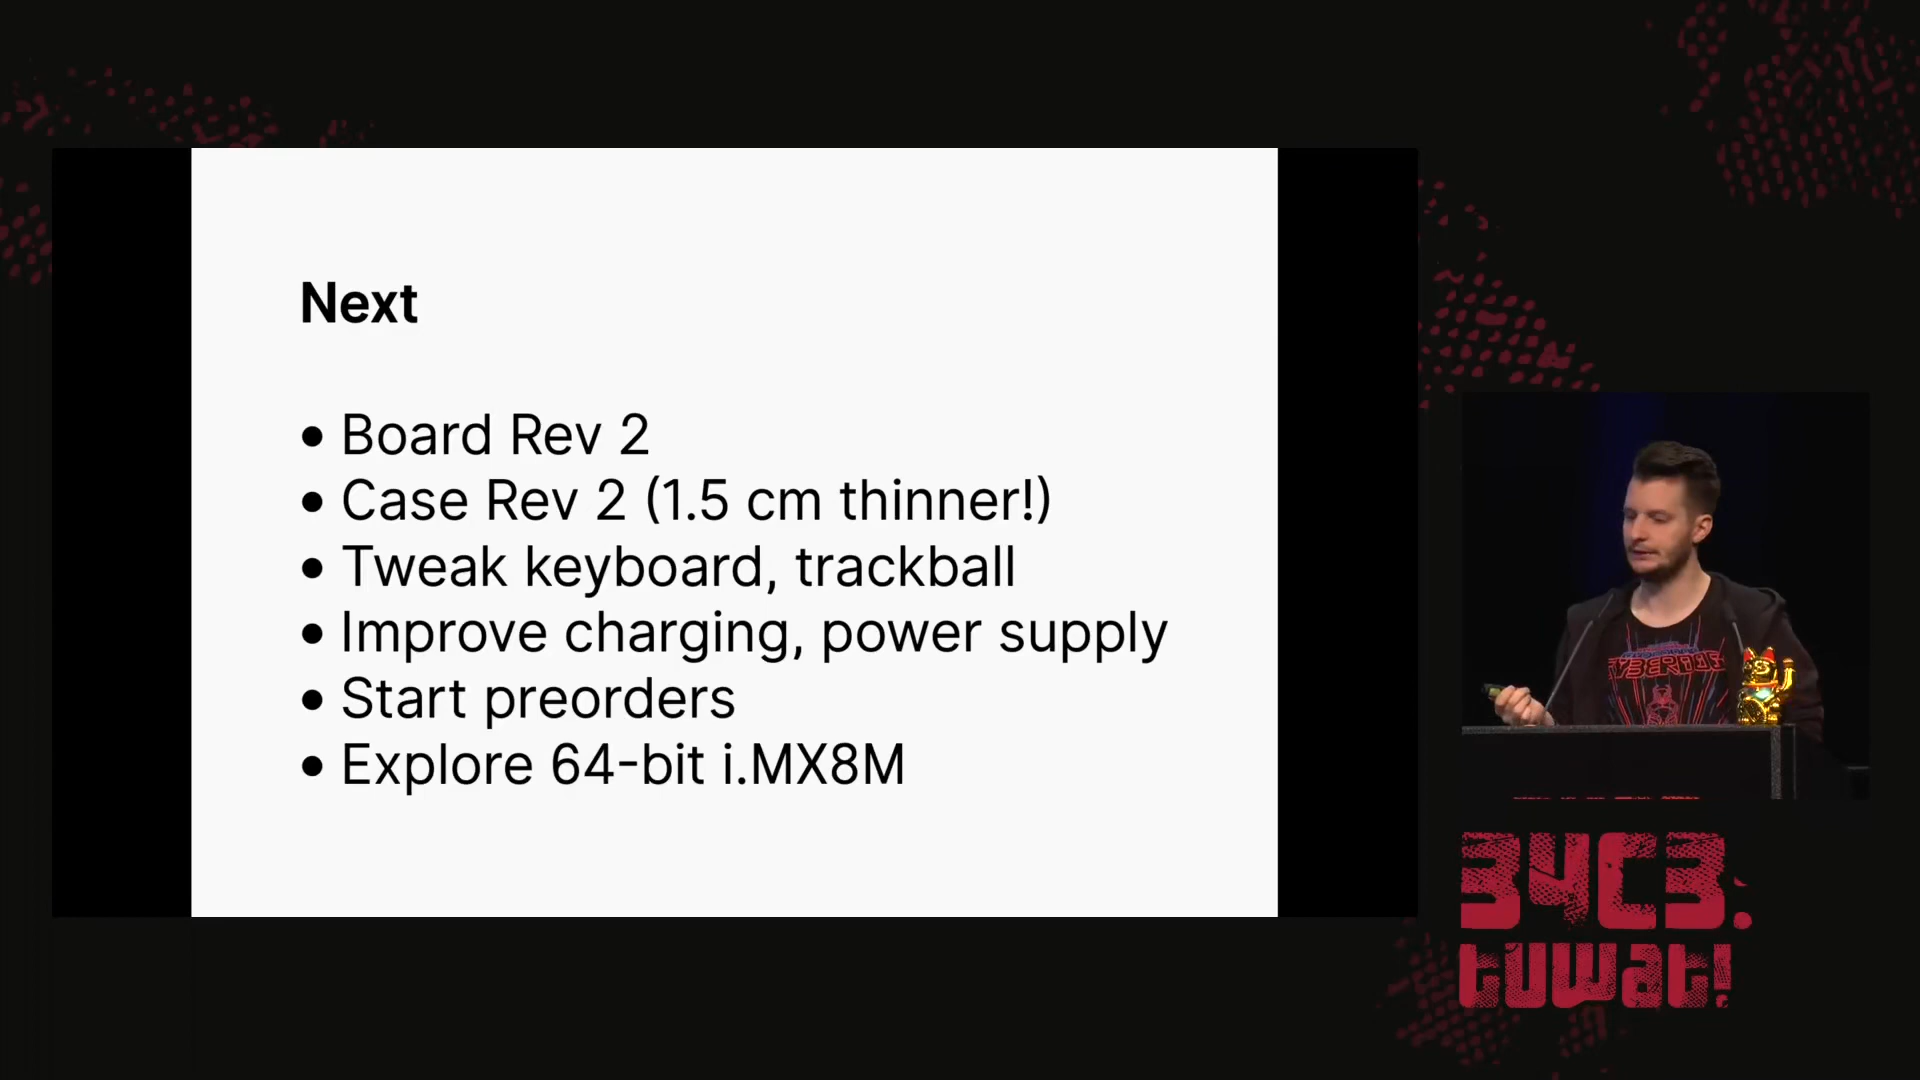 Next
• Board Rev 2
• Case Rev 2 (1.5 cm thinner!)
• Tweak keyboard, trackball
• Improve charging, power supply
• Start preorders
• Explore 64-bit i.MX8M
CYBERDOG
34C3.
tuwat!